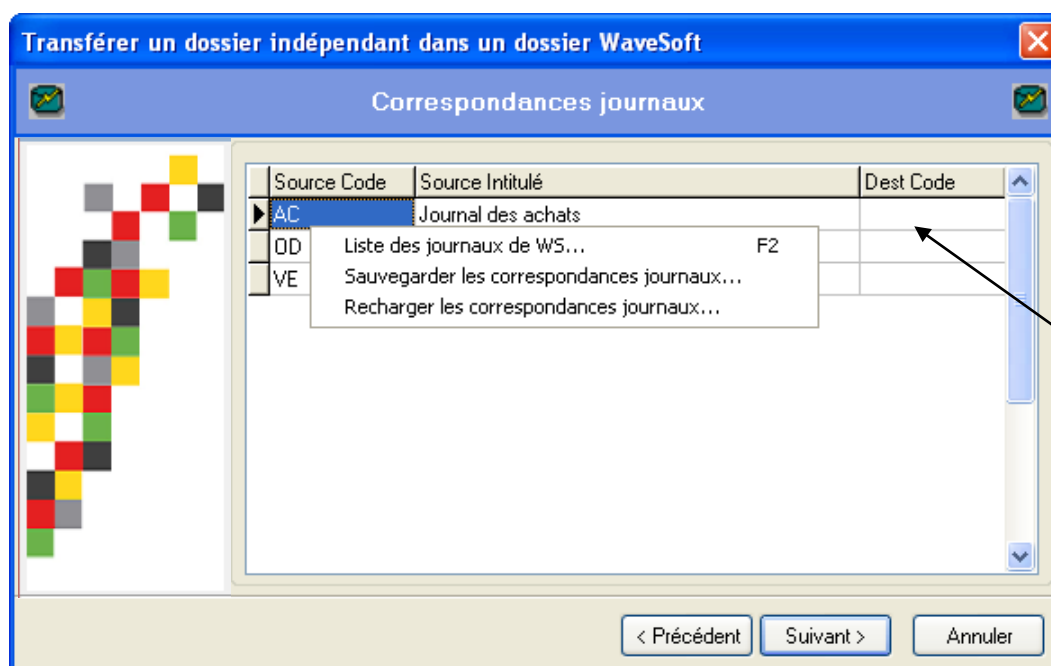 Transférer un dossier indépendant dans un dossier WaveSoft
Correspondances journaux
Source Code Source Intitulé Dest Code
AC Journal des achats
OD
VE
Liste des journaux de WS... F2
Sauvegarder les correspondances journaux...
Recharger les correspondances journaux...
< Précédent Suivant > Annuler